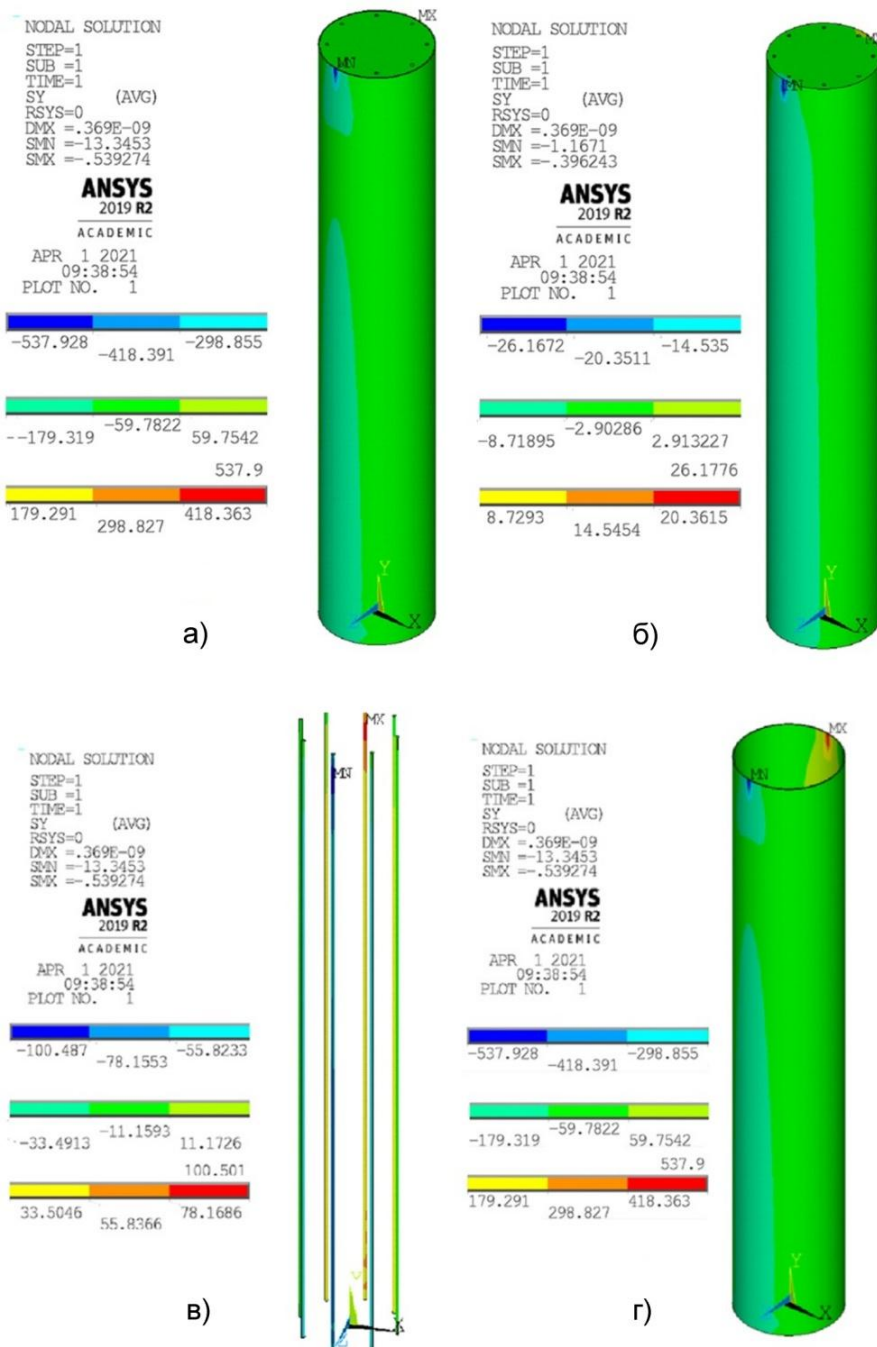 NODAL SOLUTION
STEP=1
SUB =1
TIME=1
SY (AVG)
RSYS=0
DMX =.369E-09
SMN =-13.3453
SMX =-.539274
ANSYS
2019 R2
ACADEMIC
APR 1 2021
09:38:54
PLOT NO. 1
-537.928 -298.855
-418.391
-59.7822
--179.319 59.7542
537.9
179.291 418.363
298.827
MX
MN
Y
Z
X
а)
NODAL SOLUTION
STEP=1
SUB =1
TIME=1
SY (AVG)
RSYS=0
DMX =.369E-09
SMN =-1.1671
SMX =-.396243
ANSYS
2019 R2
ACADEMIC
APR 1 2021
09:38:54
PLOT NO. 1
-26.1672 -14.535
-20.3511
-2.90286
-8.71895 2.913227
26.1776
8.7293 20.3615
14.5454
MN
Y
X
б)
NODAL SOLUTION
STEP=1
SUB =1
TIME=1
SY (AVG)
RSYS=0
DMX =.369E-09
SMN =-13.3453
SMX =-.539274
ANSYS
2019 R2
ACADEMIC
APR 1 2021
09:38:54
PLOT NO. 1
-100.487 -55.8233
-78.1553
-11.1593
-33.4913 11.1726
100.501
33.5046 78.1686
55.8366
MX
MN
Y
Z
X
в)
NODAL SOLUTION
STEP=1
SUB =1
TIME=1
SY (AVG)
RSYS=0
DMX =.369E-09
SMN =-13.3453
SMX =-.539274
ANSYS
2019 R2
ACADEMIC
APR 1 2021
09:38:54
PLOT NO. 1
-537.928 -298.855
-418.391
-59.7822
-179.319 59.7542
537.9
179.291 418.363
298.827
MX
MN
Y
X
г)